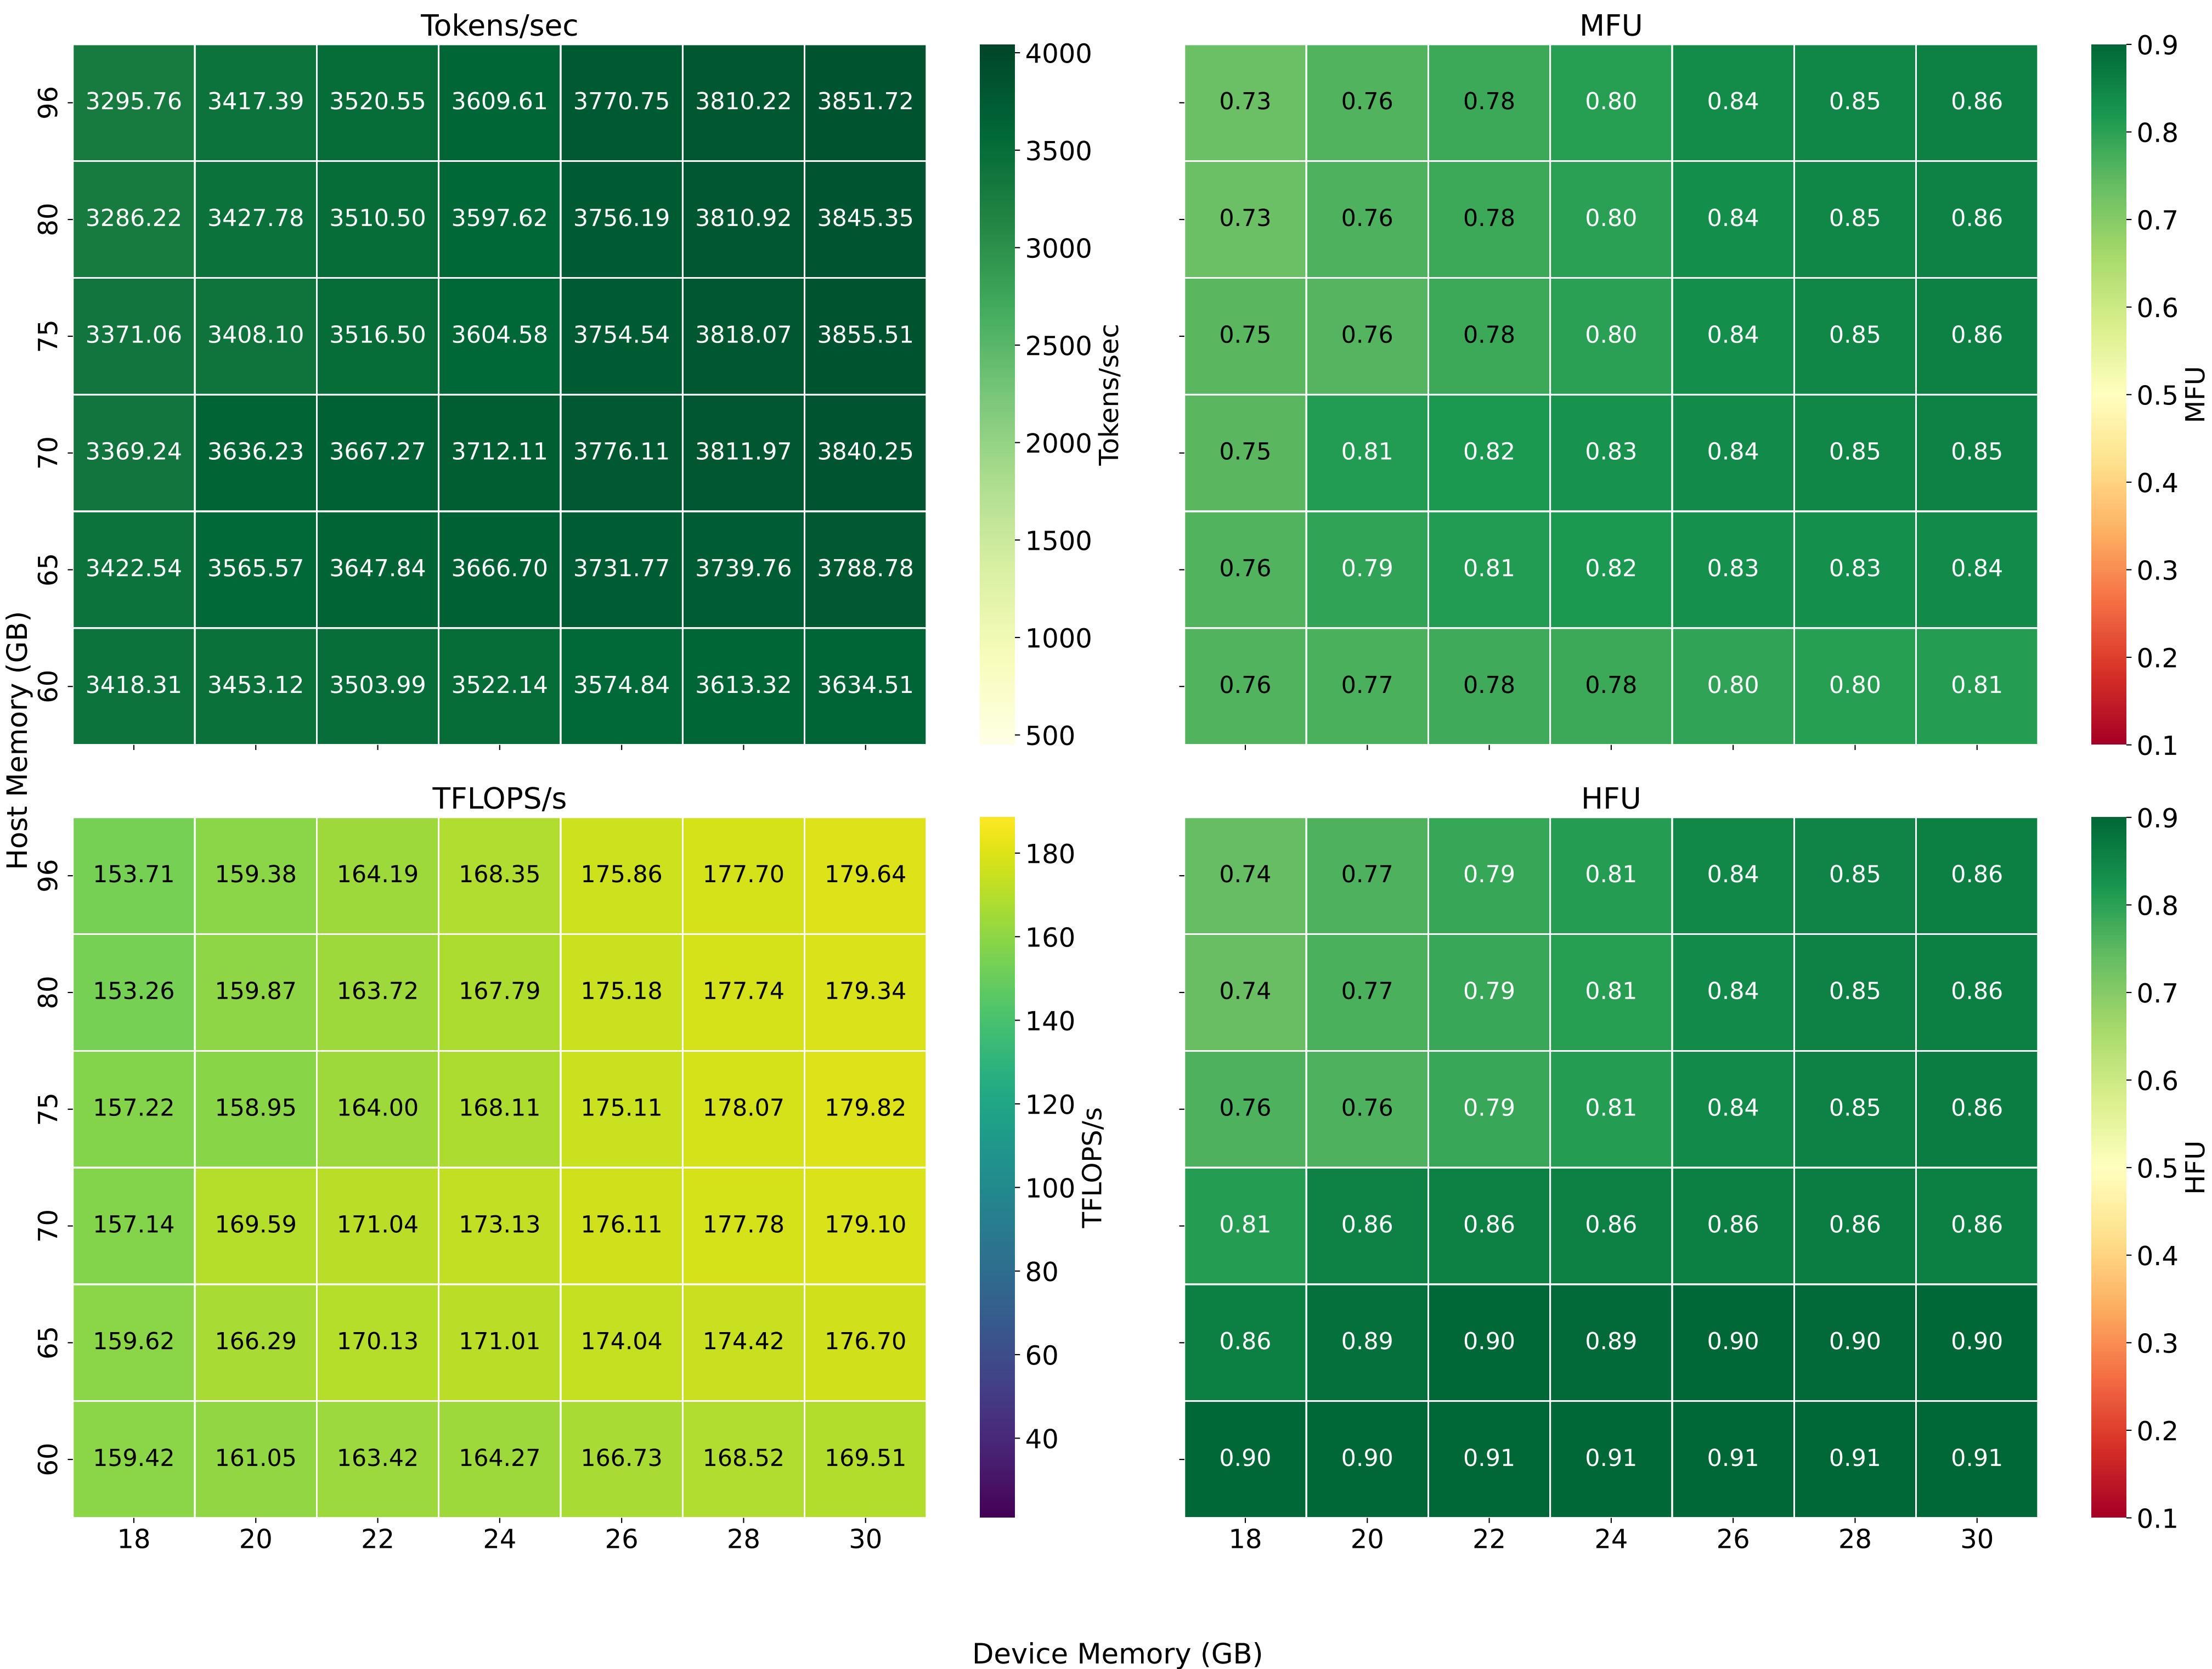 Tokens/sec
96 3295.76 3417.39 3520.55 3609.61 3770.75 3810.22 3851.72
80 3286.22 3427.78 3510.50 3597.62 3756.19 3810.92 3845.35
75 3371.06 3408.10 3516.50 3604.58 3754.54 3818.07 3855.51
70 3369.24 3636.23 3667.27 3712.11 3776.11 3811.97 3840.25
65 3422.54 3565.57 3647.84 3666.70 3731.77 3739.76 3788.78
60 3418.31 3453.12 3503.99 3522.14 3574.84 3613.32 3634.51
4000
3500
3000
2500
2000
1500
1000
500
Tokens/sec
MFU
0.73 0.76 0.78 0.80 0.84 0.85 0.86
0.73 0.76 0.78 0.80 0.84 0.85 0.86
0.75 0.76 0.78 0.80 0.84 0.85 0.86
0.75 0.81 0.82 0.83 0.84 0.85 0.85
0.76 0.79 0.81 0.82 0.83 0.83 0.84
0.76 0.77 0.78 0.78 0.80 0.80 0.81
0.9
0.8
0.7
0.6
0.5
0.4
0.3
0.2
0.1
MFU
Host Memory (GB)
TFLOPS/s
96 153.71 159.38 164.19 168.35 175.86 177.70 179.64
80 153.26 159.87 163.72 167.79 175.18 177.74 179.34
75 157.22 158.95 164.00 168.11 175.11 178.07 179.82
70 157.14 169.59 171.04 173.13 176.11 177.78 179.10
65 159.62 166.29 170.13 171.01 174.04 174.42 176.70
60 159.42 161.05 163.42 164.27 166.73 168.52 169.51
18 20 22 24 26 28 30
180
160
140
120
100
80
60
40
TFLOPS/s
HFU
0.74 0.77 0.79 0.81 0.84 0.85 0.86
0.74 0.77 0.79 0.81 0.84 0.85 0.86
0.76 0.76 0.79 0.81 0.84 0.85 0.86
0.81 0.86 0.86 0.86 0.86 0.86 0.86
0.86 0.89 0.90 0.89 0.90 0.90 0.90
0.90 0.90 0.91 0.91 0.91 0.91 0.91
18 20 22 24 26 28 30
0.9
0.8
0.7
0.6
0.5
0.4
0.3
0.2
0.1
HFU
Device Memory (GB)